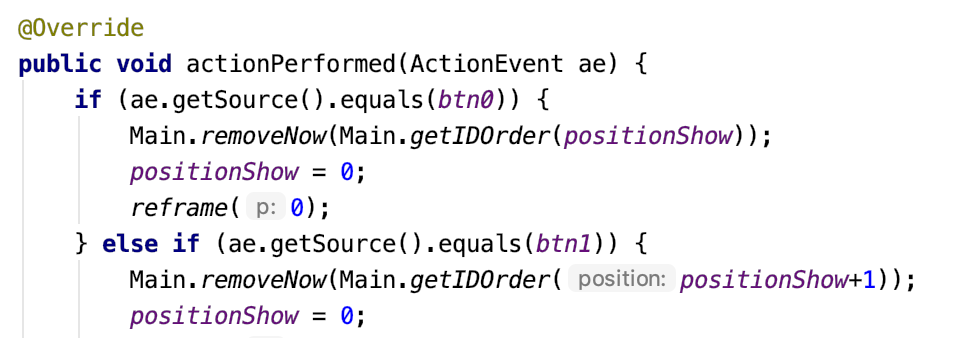 @Override
public void actionPerformed(ActionEvent ae) {
if (ae.getSource().equals(btn0)) {
Main.removeNow(Main.getIDOrder(positionShow));
positionShow = 0;
reframe( p: 0);
} else if (ae.getSource().equals(btn1)) {
Main.removeNow(Main.getIDOrder( position: positionShow+1));
positionShow = 0;